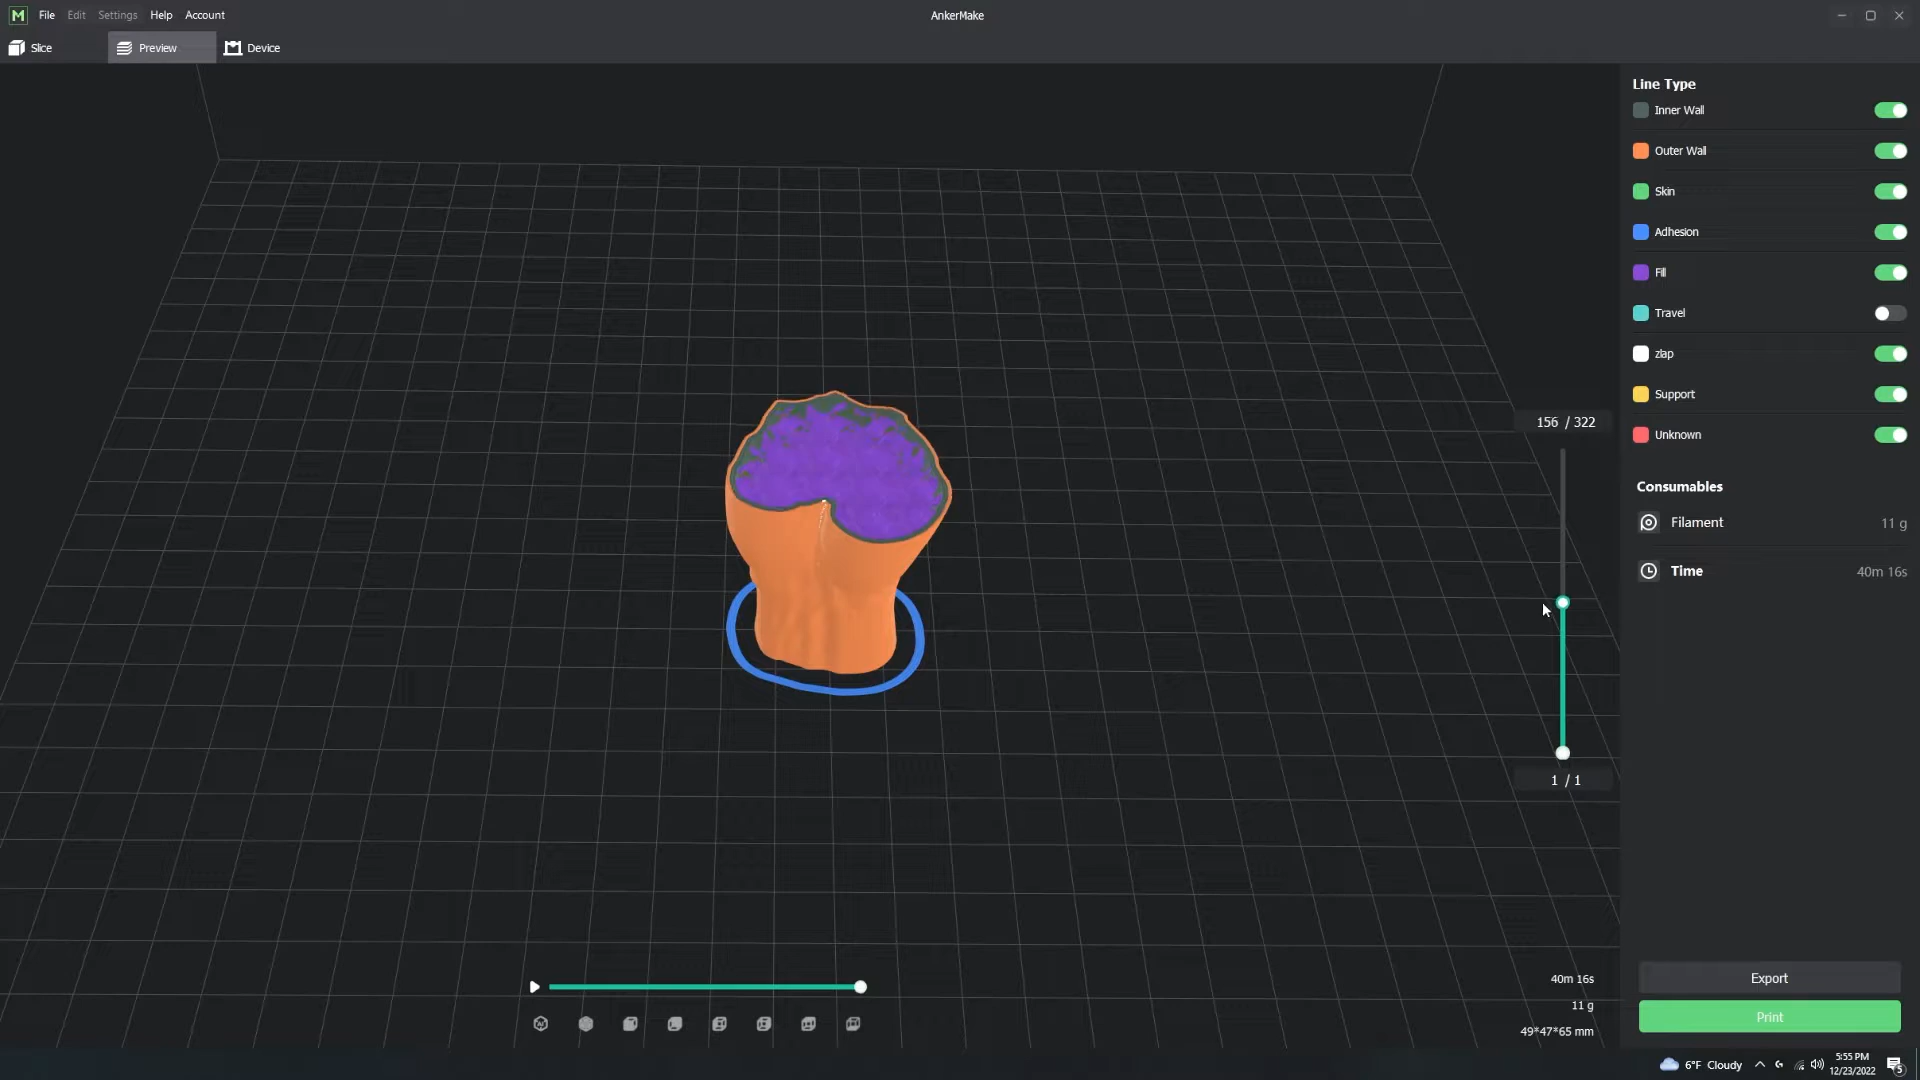 M File Edit Settings Help Account
AnkerMake
Slice
Preview
Device
Line Type
Inner Wall
Outer Wall
Skin
Adhesion
Fill
Travel
zlap
Support
Unknown
156 / 322
1 / 1
Consumables
Filament 11 g
Time 40m 16s
40m 16s
11 g
49*47*65 mm
Export
Print
6°F Cloudy
5:55 PM
12/23/2022
5